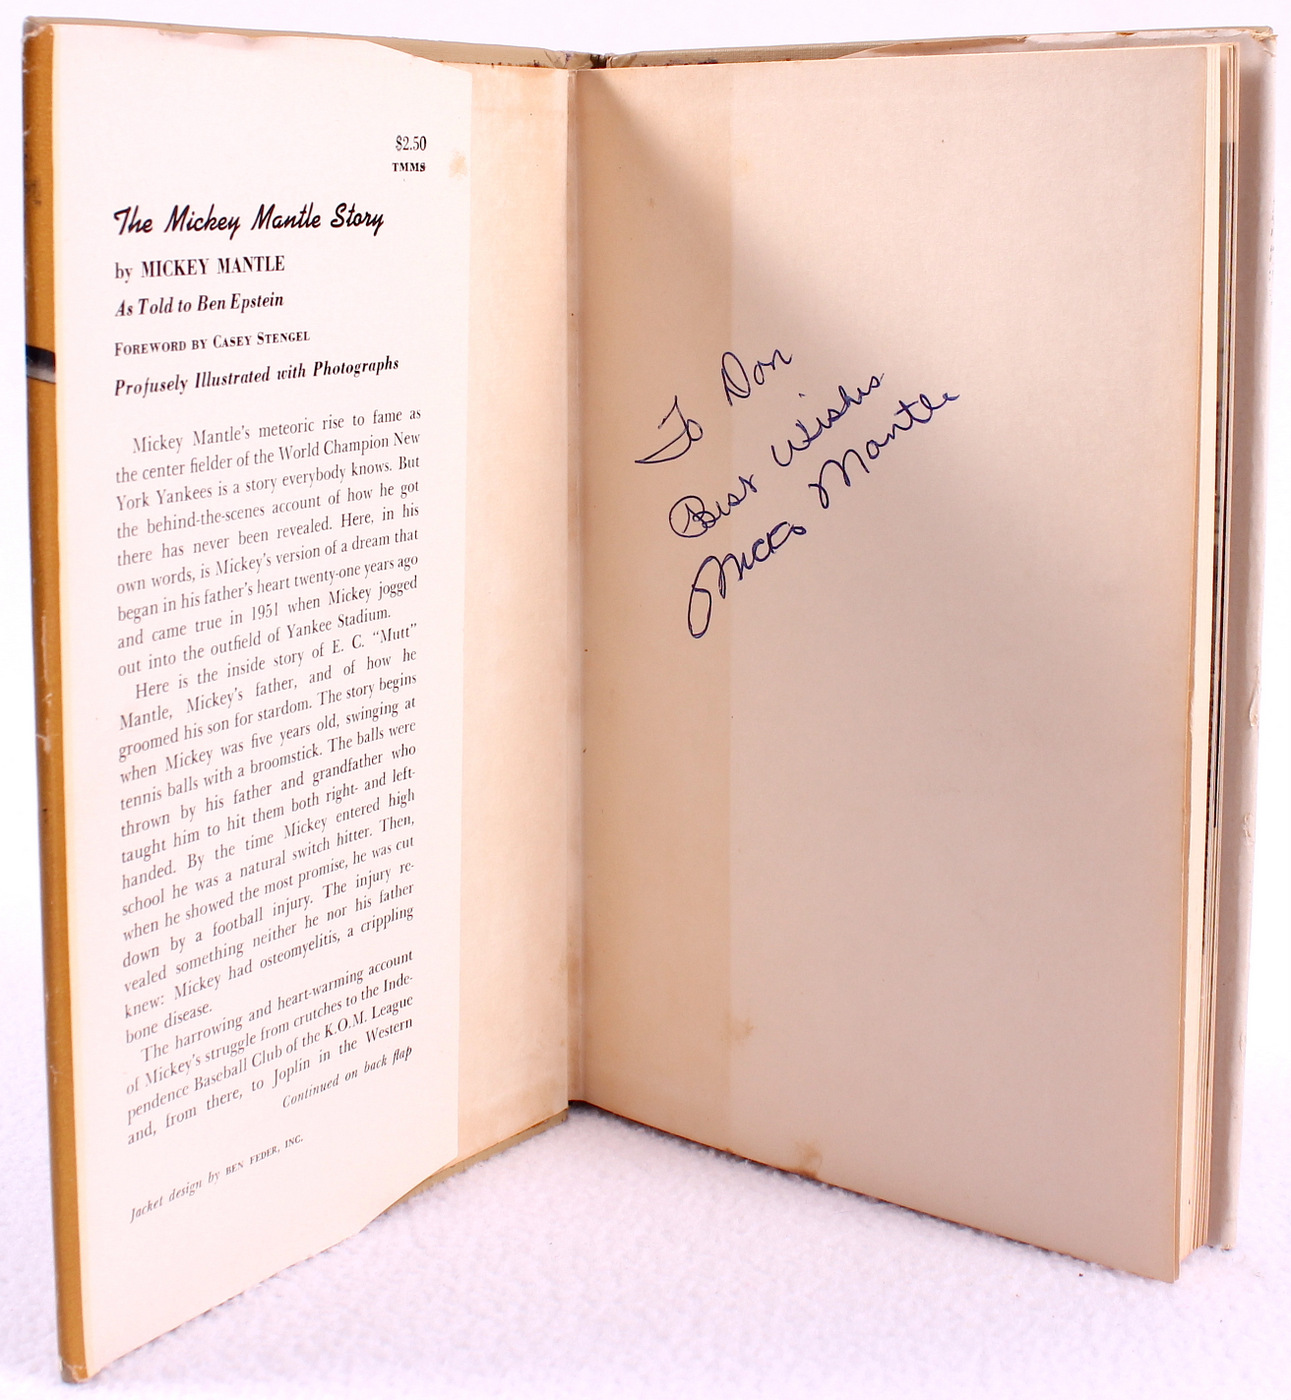 $2.50
TMMS
The Mickey Mantle Story
by MICKEY MANTLE
As Told to Ben Epstein
FOREWORD BY CASEY STENGEL
Profusely Illustrated with Photographs
Mickey Mantle's meteoric rise to fame as
the center fielder of the World Champion New
York Yankees is a story everybody knows. But
the behind-the-scenes account of how he got
there has never been revealed. Here, in his
own words, is Mickey's version of a dream that
began in his father's heart twenty-one years ago
and came true in 1951 when Mickey jogged
out into the outfield of Yankee Stadium.
Here is the inside story of E. C. “Mutt”
Mantle, Mickey's father, and of how he
groomed his son for stardom. The story begins
when Mickey was five years old, swinging at
tennis balls with a broomstick. The balls were
thrown by his father and grandfather who
taught him to hit them both right- and left-
handed. By the time Mickey entered high
school he was a natural switch hitter. Then,
when he showed the most promise, he was cut
down by a football injury. The injury re-
vealed something neither he nor his father
knew: Mickey had osteomyelitis, a crippling
bone disease.
The harrowing and heart-warming account
of Mickey's struggle from crutches to the Inde-
pendence Baseball Club of the K.O.M. League
and, from there, to Joplin in the Western
Continued on back flap
Jacket design by BEN FEDER, INC.
To Don
Best Wishes
Mickey Mantle